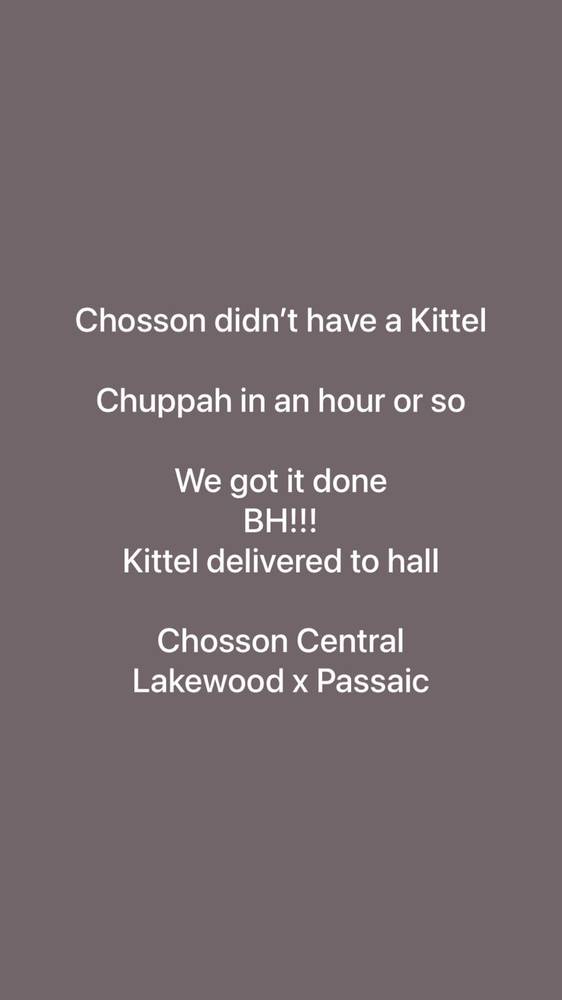 Chosson didn’t have a Kittel
Chuppah in an hour or so
We got it done
BH!!!
Kittel delivered to hall
Chosson Central
Lakewood x Passaic